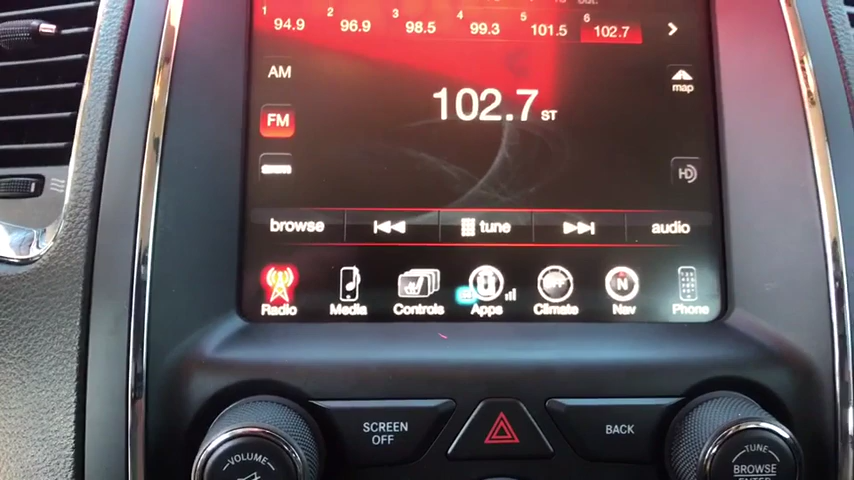 1 2 3 4 5 6
94.9 96.9 98.5 99.3 101.5 102.7
AM
map
102.7 ST
FM
HD
browse tune audio
OFF N
Radio Media Controls Apps Climate Nav Phone
SCREEN
OFF
BACK
VOLUME
TUNE
BROWSE
ENTER